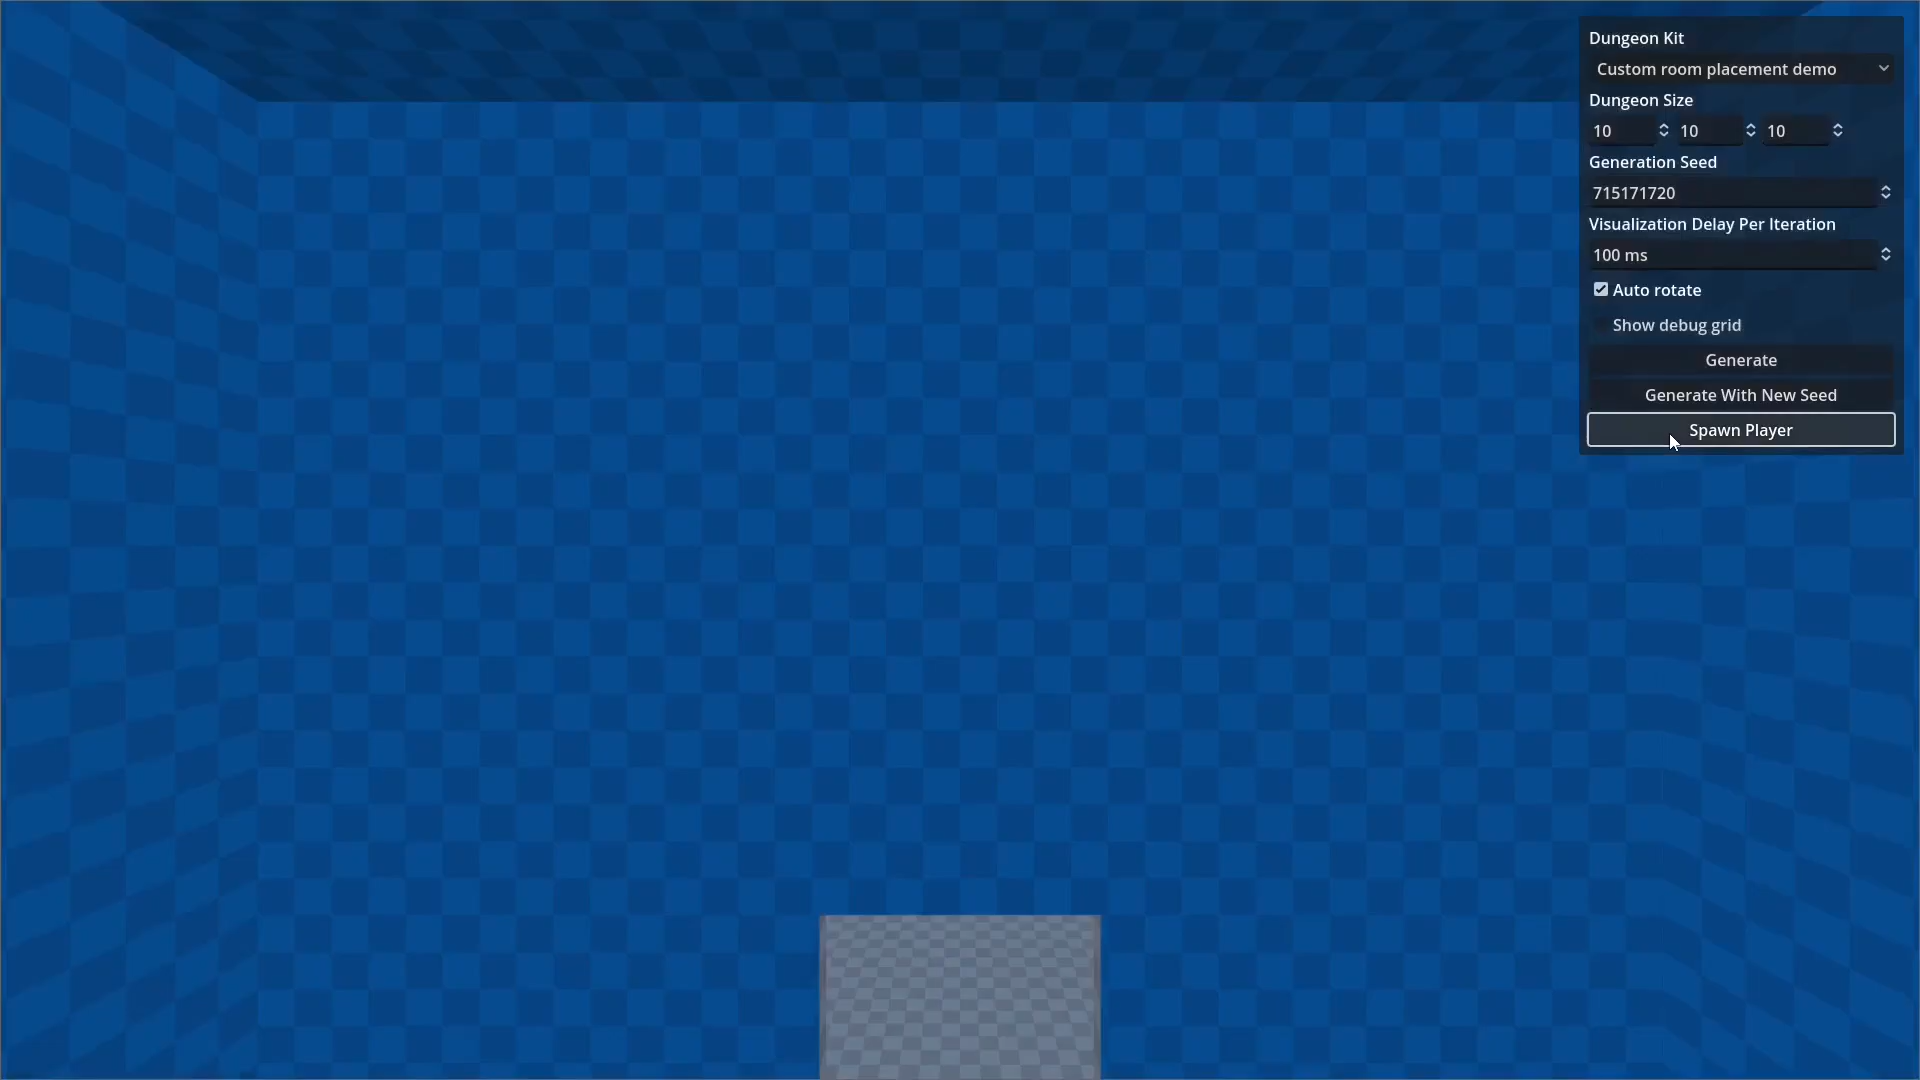 Dungeon Kit
Custom room placement demo
Dungeon Size
10 10 10
Generation Seed
715171720
Visualization Delay Per Iteration
100 ms
Auto rotate
Show debug grid
Generate
Generate With New Seed
Spawn Player